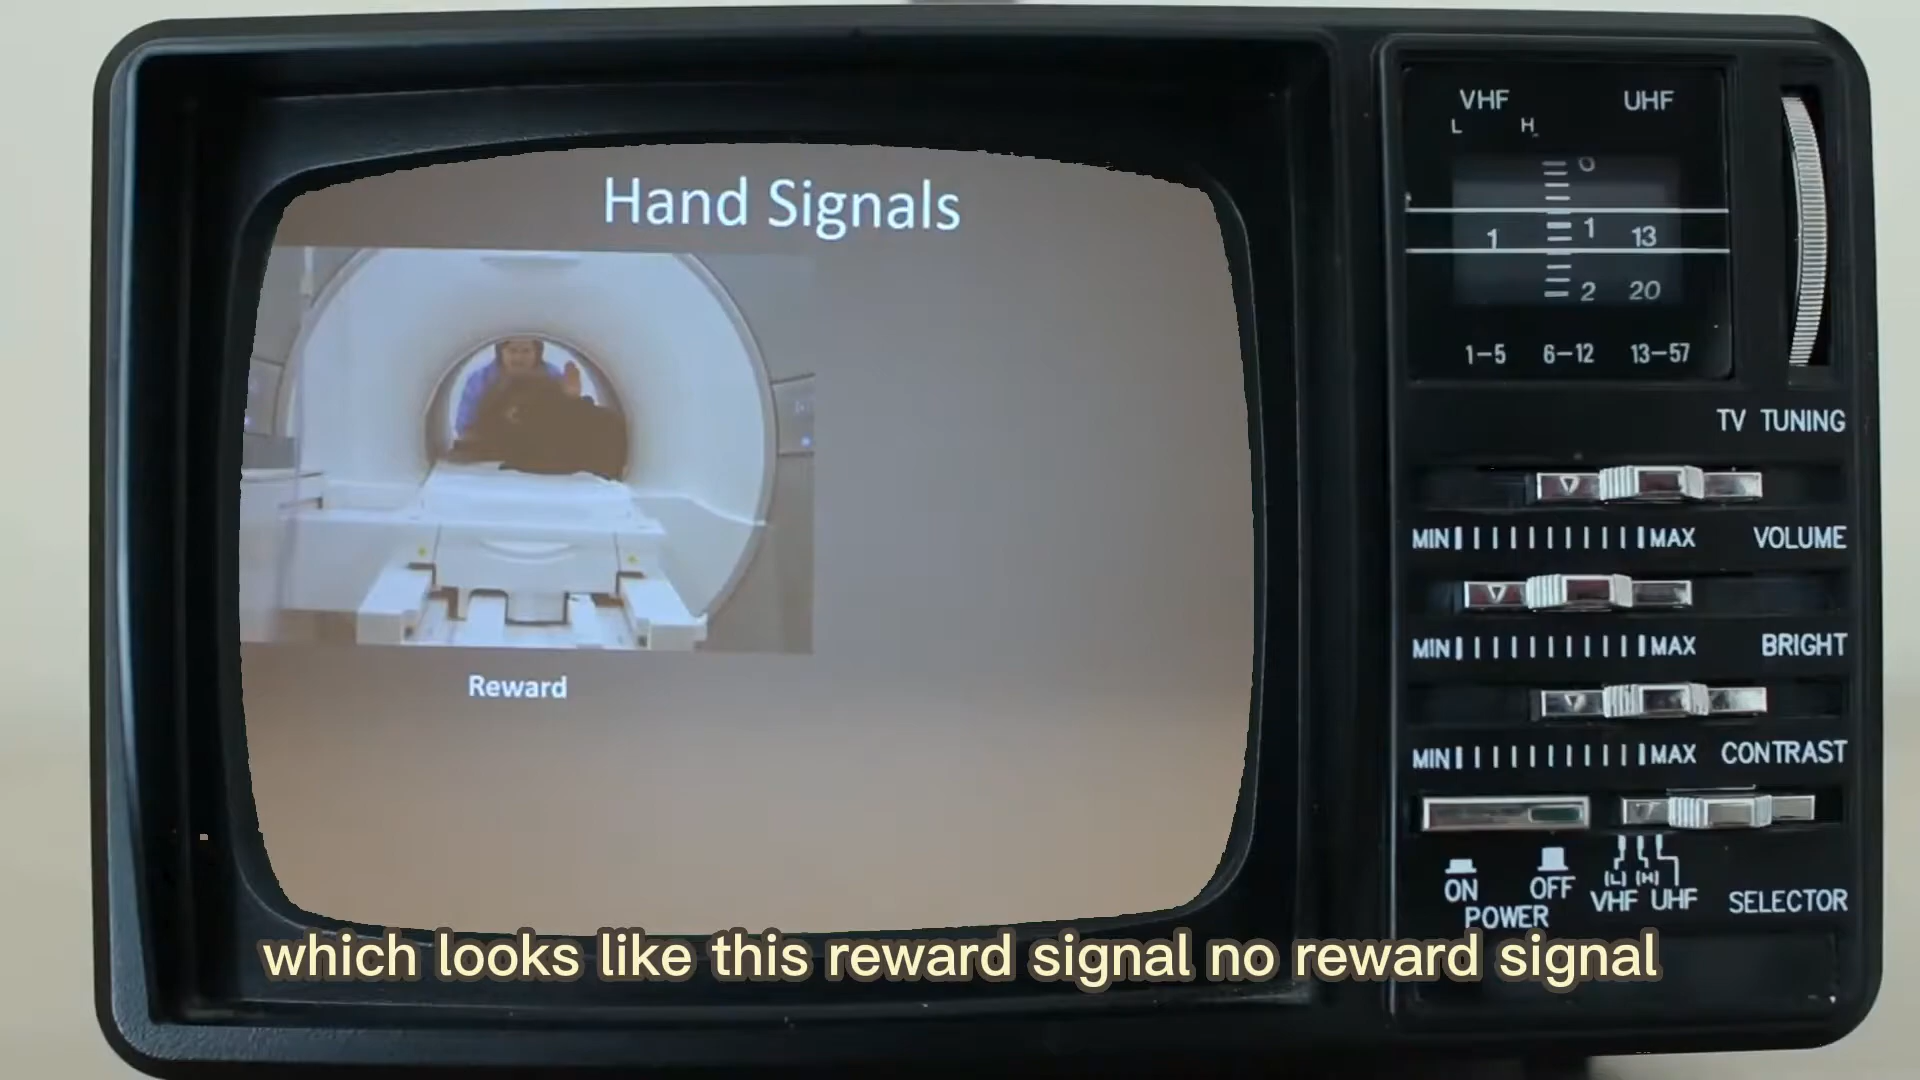 Hand Signals
Reward
which looks like this reward signal no reward signal
VHF UHF
L H
0
1 1 13
2 20
1-5 6-12 13-57
TV TUNING
MIN MAX VOLUME
MIN MAX BRIGHT
MIN MAX CONTRAST
ON OFF
POWER
(L) (H)
VHF UHF
SELECTOR